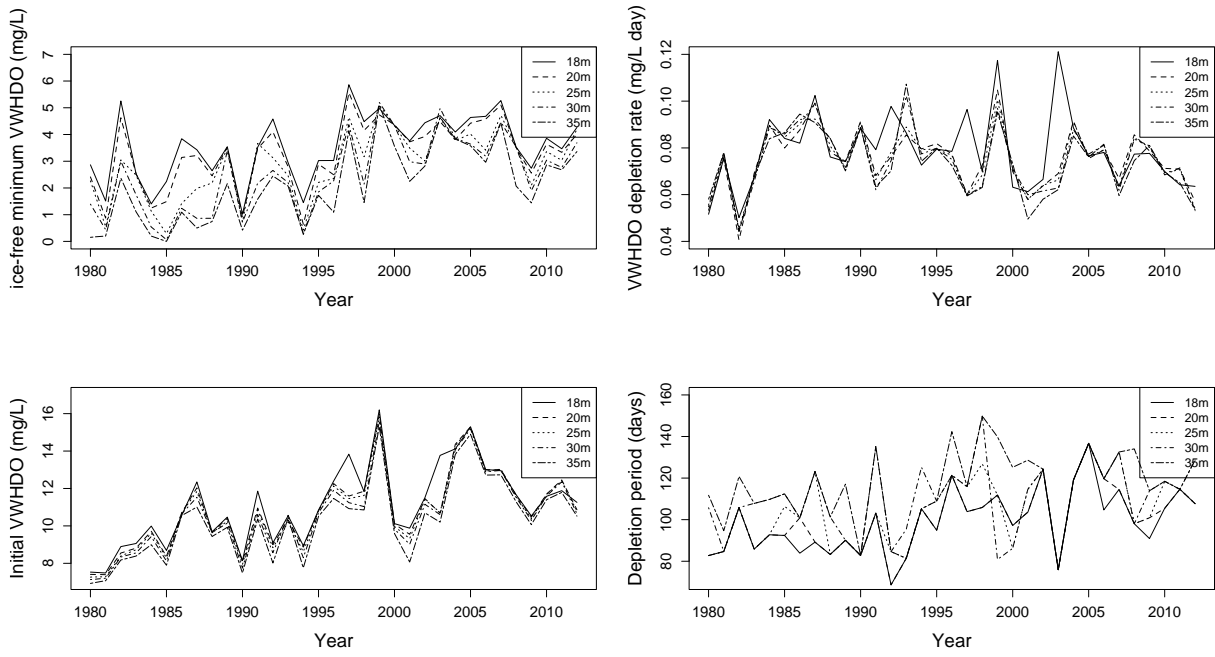 ice-free minimum VWHDO (mg/L)
7
6
5
4
3
2
1
0
1980 1985 1990 1995 2000 2005 2010
Year
18m
20m
25m
30m
35m
VWHDO depletion rate (mg/L day)
0.12
0.10
0.08
0.06
0.04
1980 1985 1990 1995 2000 2005 2010
Year
18m
20m
25m
30m
35m
Initial VWHDO (mg/L)
16
14
12
10
8
1980 1985 1990 1995 2000 2005 2010
Year
18m
20m
25m
30m
35m
Depletion period (days)
160
140
120
100
80
1980 1985 1990 1995 2000 2005 2010
Year
18m
20m
25m
30m
35m